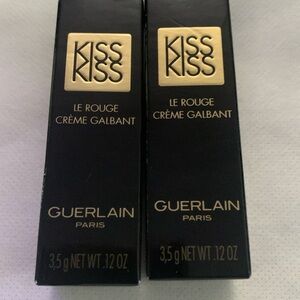 KISS
KISS
LE ROUGE
CRÈME GALBANT
GUERLAIN
PARIS
3,5 g NET WT .12 OZ
KISS
KISS
LE ROUGE
CRÈME GALBANT
GUERLAIN
PARIS
3,5 g NET WT .12 OZ